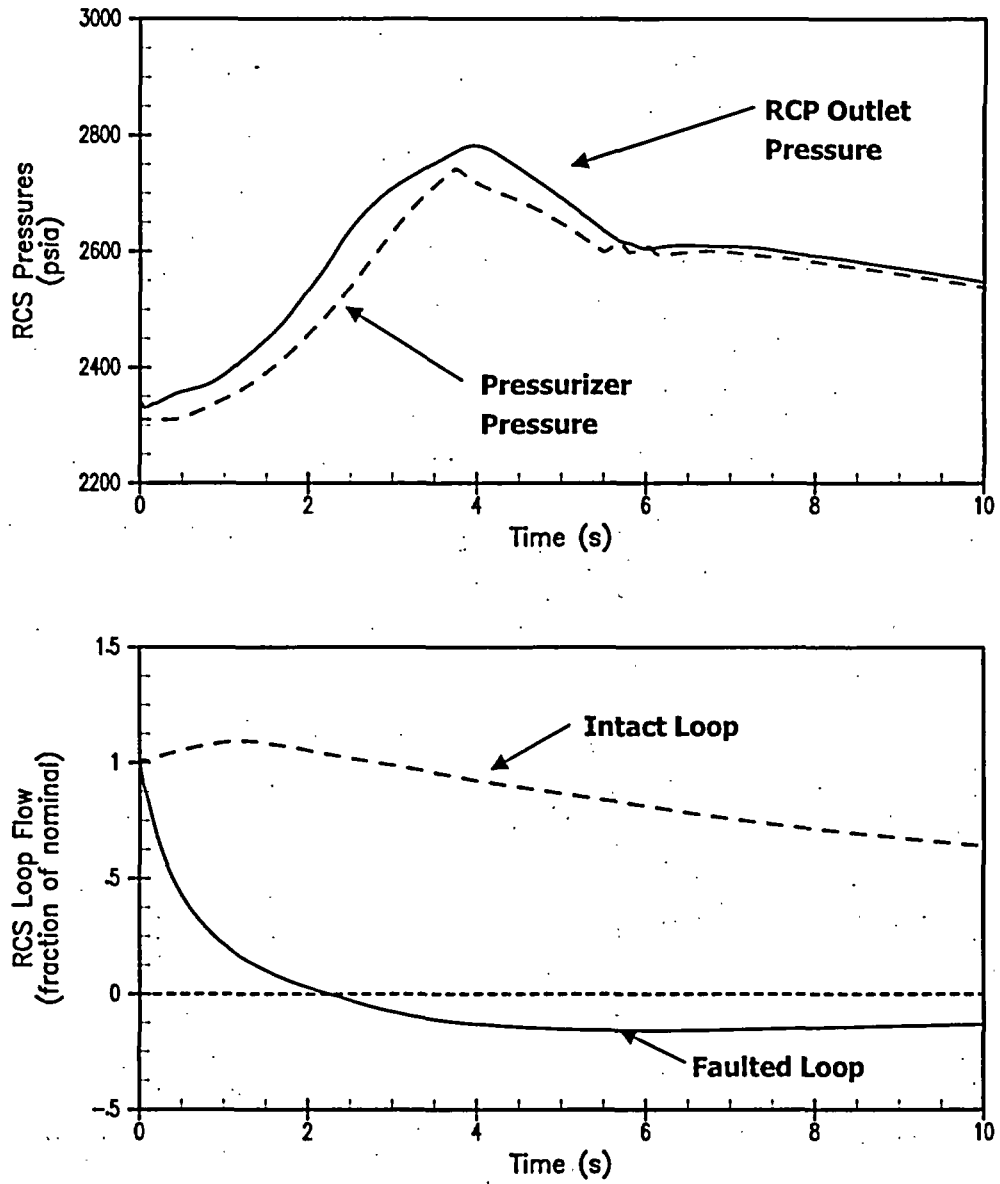 3000
2800
2600
2400
2200
RCS Pressures
(psia)
RCP Outlet
Pressure
Pressurizer
Pressure
0
2
4
6
8
10
Time (s)
1.5
1
.5
0
-.5
RCS Loop Flow
(fraction of nominal)
Intact Loop
Faulted Loop
0
2
4
6
8
10
Time (s)